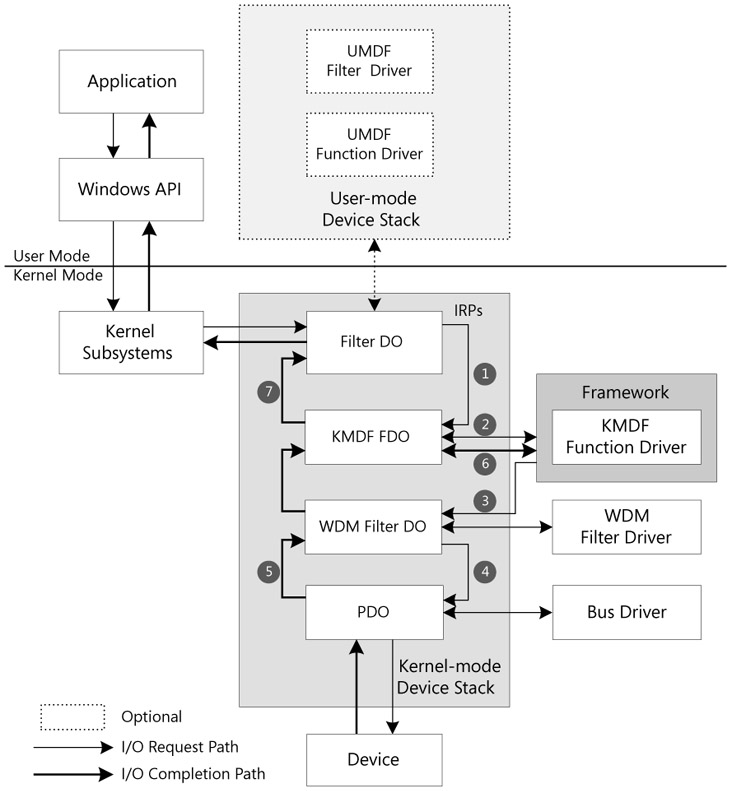 UMDF
Filter Driver
Application
UMDF
Function Driver
Windows API
User-mode
Device Stack
User Mode
Kernel Mode
IRPs
Kernel
Subsystems
Filter DO
1
Framework
7
2
KMDF FDO
KMDF
Function Driver
6
3
WDM Filter DO
WDM
Filter Driver
5
4
PDO
Bus Driver
Kernel-mode
Device Stack
Optional
I/O Request Path
Device
I/O Completion Path